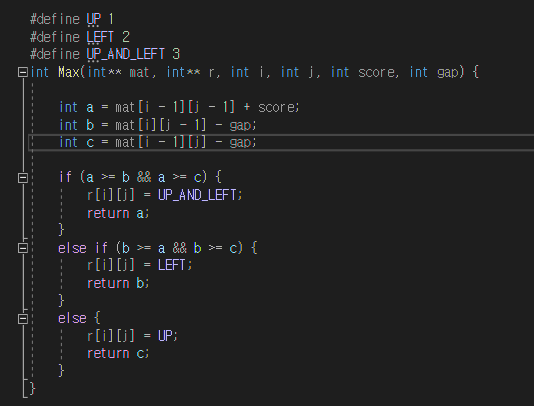 #define UP 1
#define LEFT 2
#define UP_AND_LEFT 3
int Max(int** mat, int** r, int i, int j, int score, int gap) {
int a = mat[i - 1][j - 1] + score;
int b = mat[i][j - 1] - gap;
int c = mat[i - 1][j] - gap;
if (a >= b && a >= c) {
r[i][j] = UP_AND_LEFT;
return a;
}
else if (b >= a && b >= c) {
r[i][j] = LEFT;
return b;
}
else {
r[i][j] = UP;
return c;
}
}